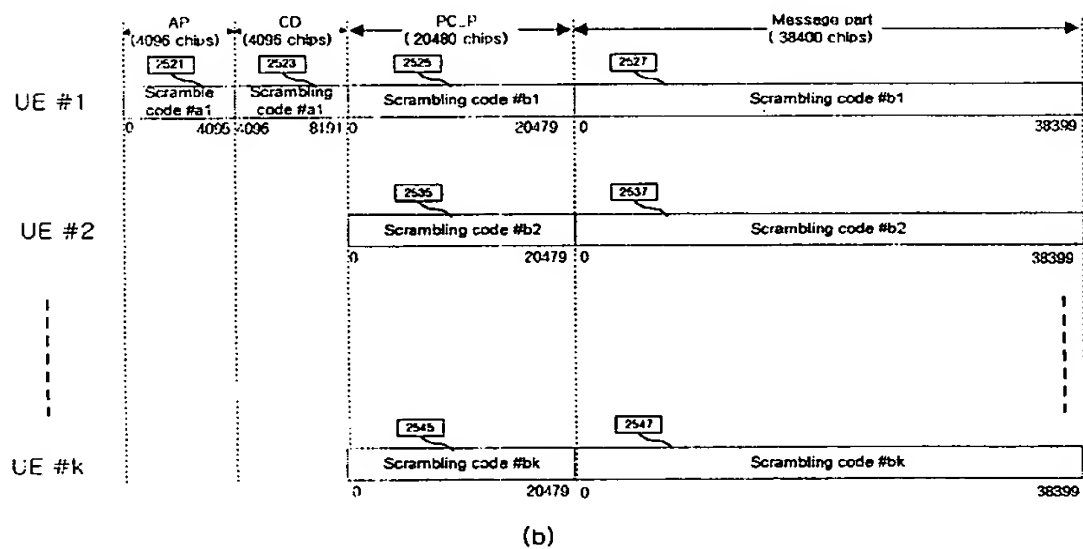 AP CD PC_P Message part
(4096 chips) (4096 chips) (20480 chips) (38400 chips)
2521 2523 2525 2527
UE #1 Scramble code #a1 Scrambling code #a1 Scrambling code #b1 Scrambling code #b1
0 4095 4096 8191 0 20479 0 38399
2535 2537
UE #2 Scrambling code #b2 Scrambling code #b2
0 20479 0 38399
2545 2547
UE #k Scrambling code #bk Scrambling code #bk
0 20479 0 38399
(b)